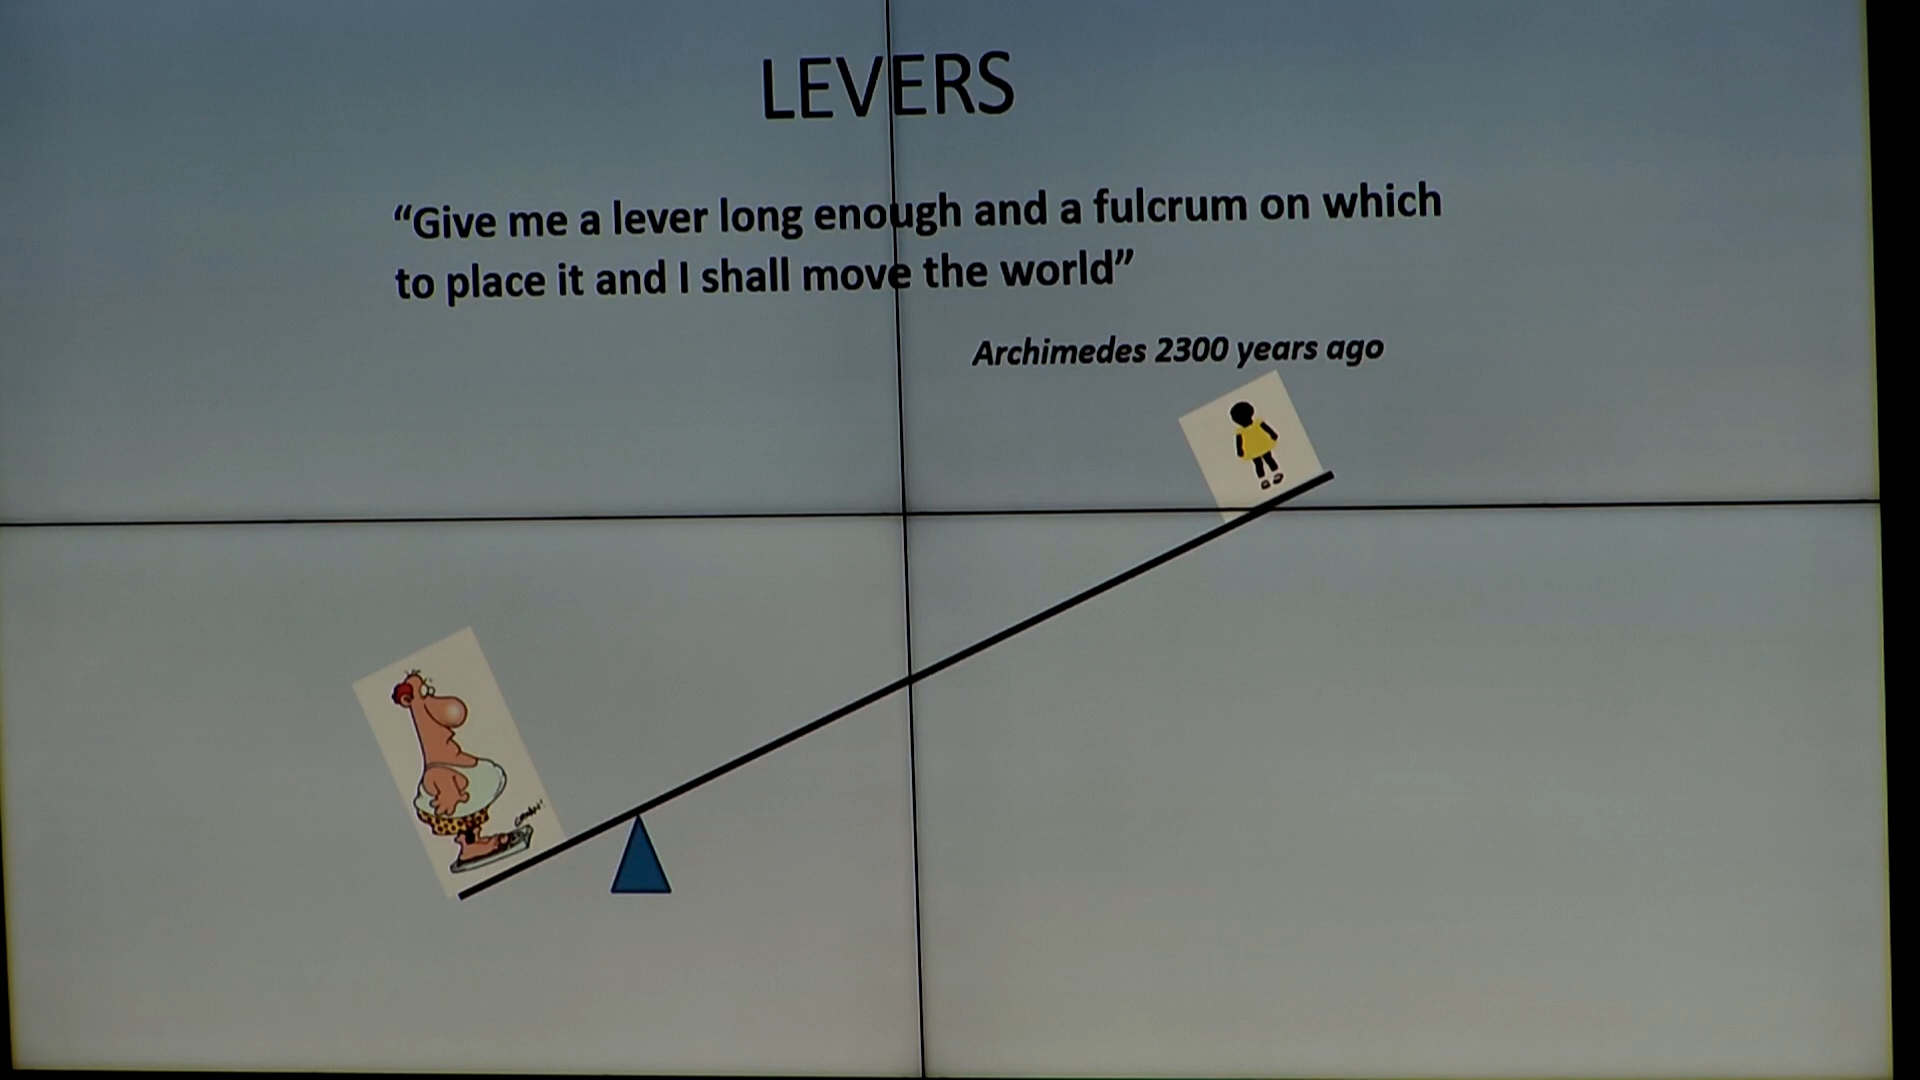 LEVERS
“Give me a lever long enough and a fulcrum on which
to place it and I shall move the world”
Archimedes 2300 years ago